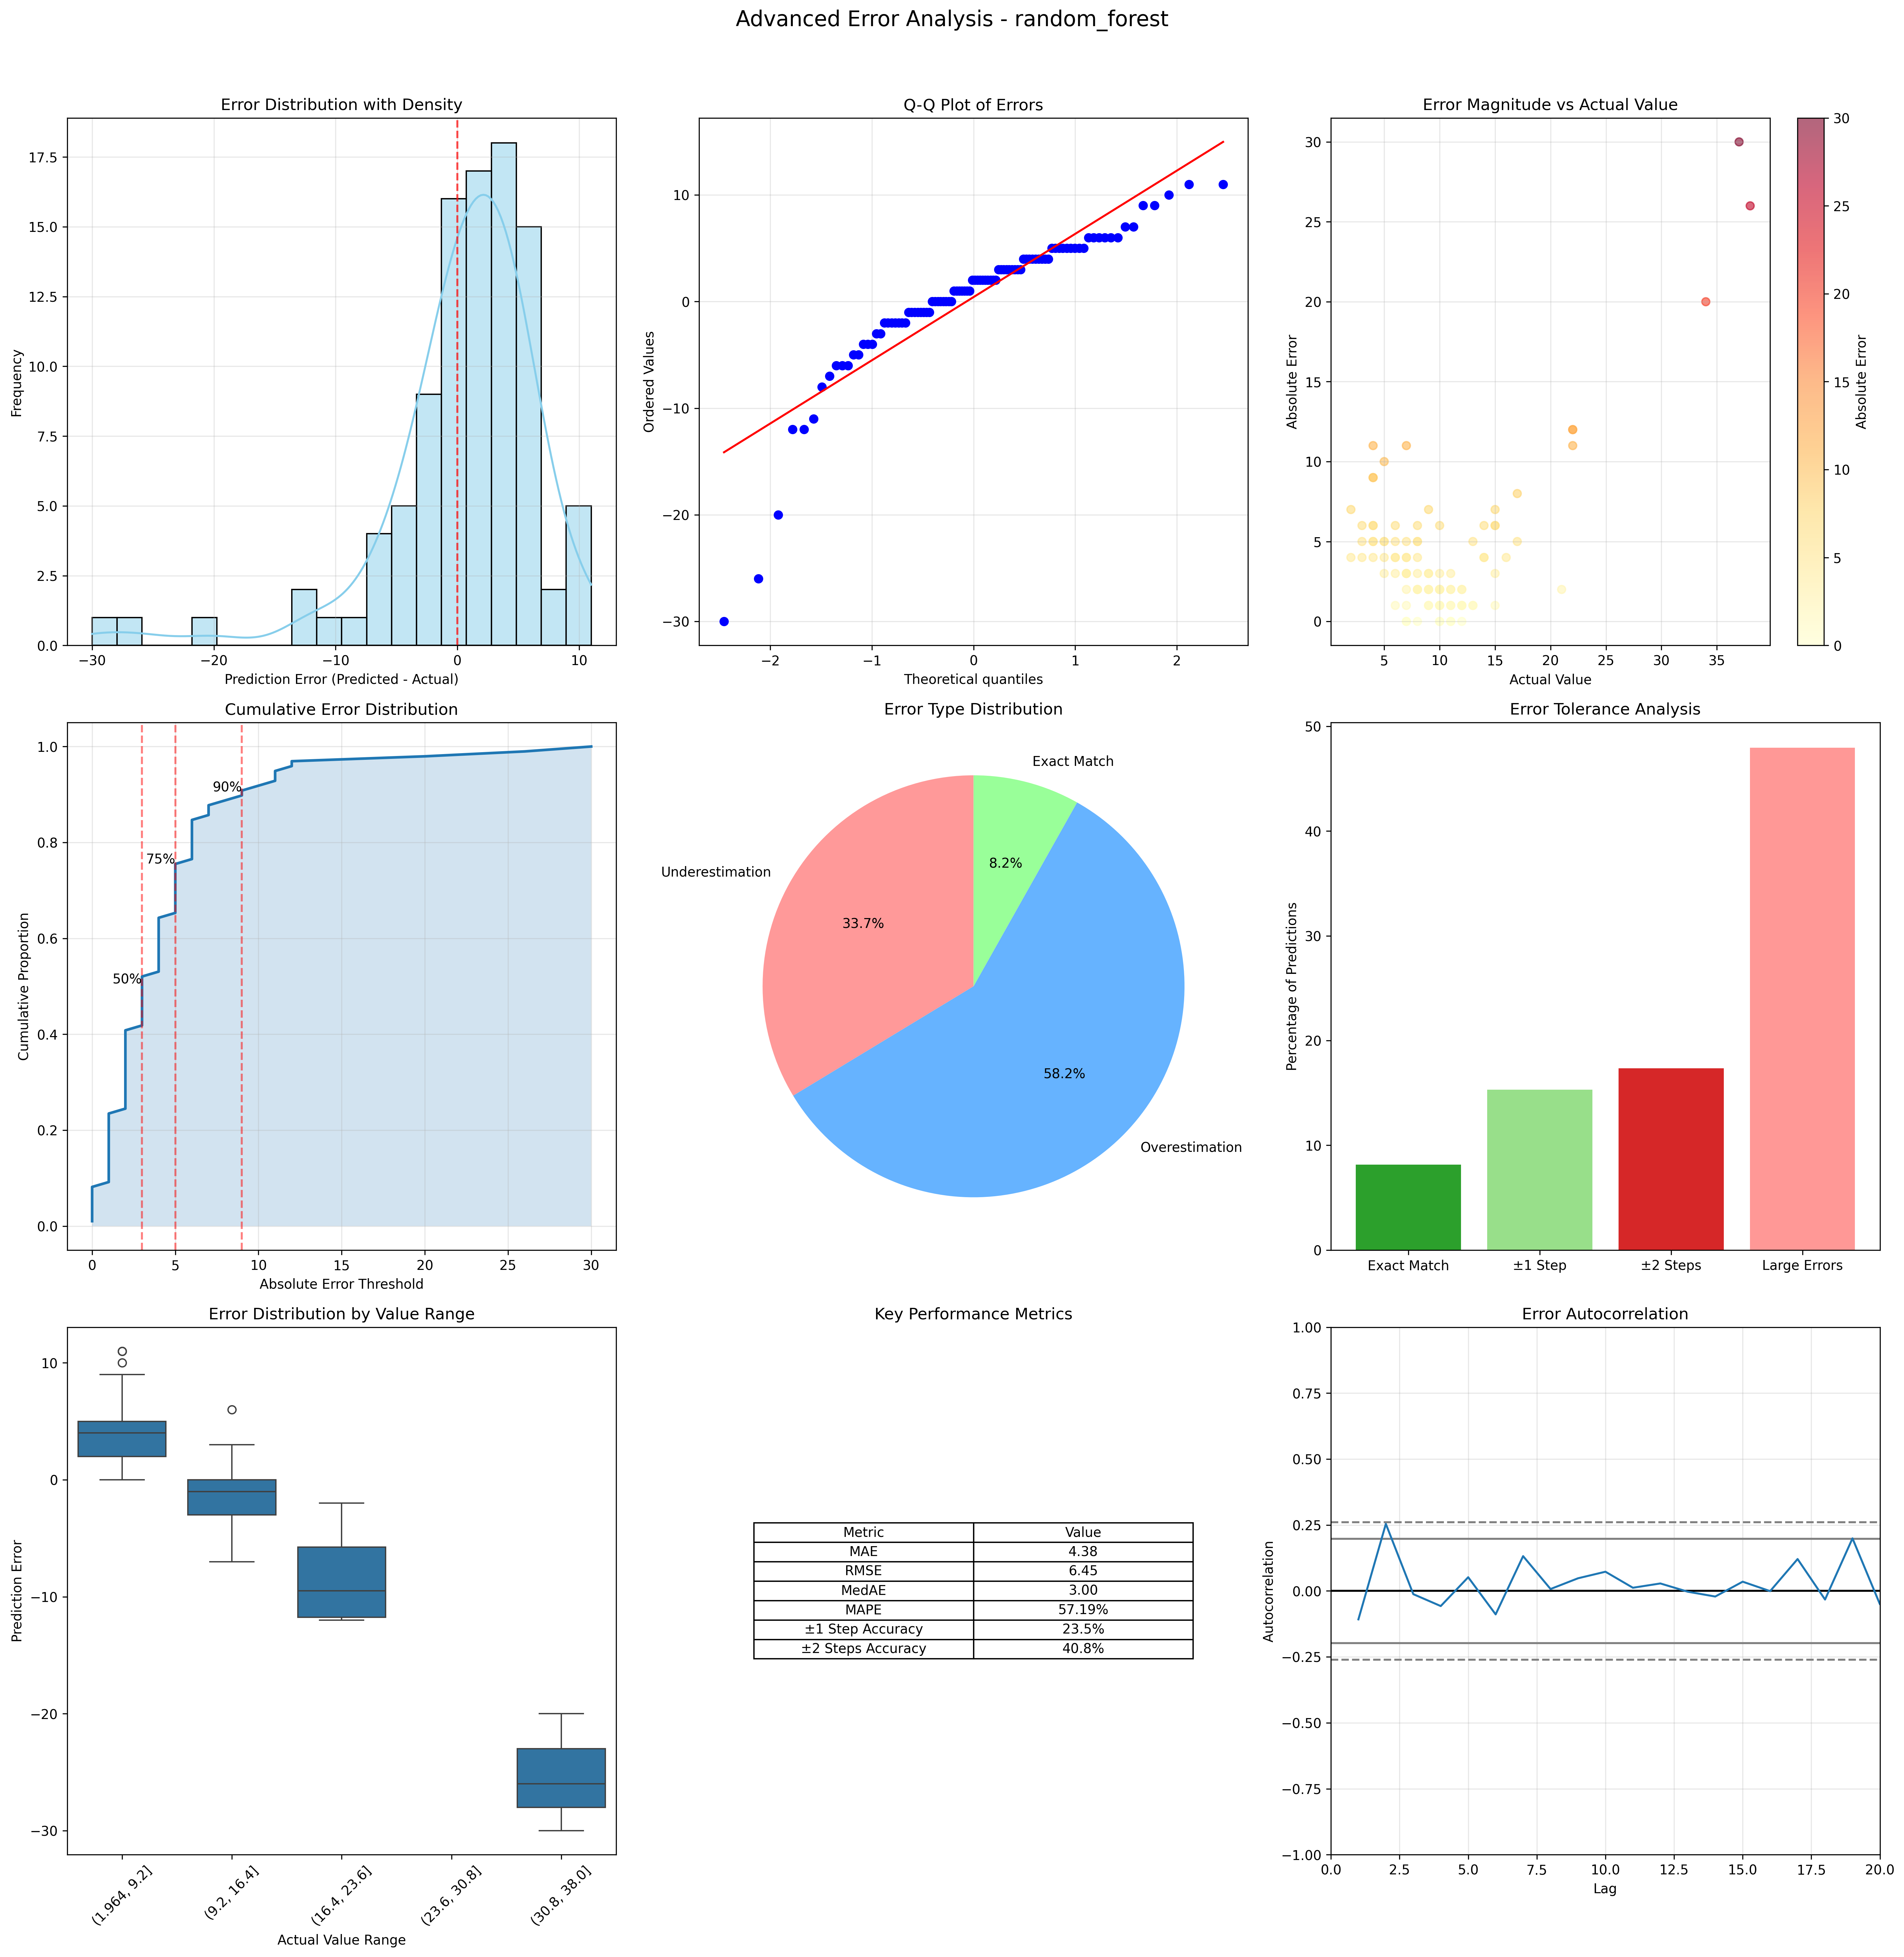 Advanced Error Analysis - random_forest
Error Distribution with Density
Frequency
17.5
15.0
12.5
10.0
7.5
5.0
2.5
0.0
−30
−20
−10
0
10
Prediction Error (Predicted - Actual)
Q-Q Plot of Errors
Ordered Values
10
0
−10
−20
−30
−2
−1
0
1
2
Theoretical quantiles
Error Magnitude vs Actual Value
Absolute Error
30
25
20
15
10
5
0
5
10
15
20
25
30
35
Actual Value
30
25
20
15
10
5
0
Absolute Error
Cumulative Error Distribution
Cumulative Proportion
1.0
0.8
0.6
0.4
0.2
0.0
90%
75%
50%
0
5
10
15
20
25
30
Absolute Error Threshold
Error Type Distribution
Exact Match
Underestimation
8.2%
33.7%
58.2%
Overestimation
Error Tolerance Analysis
Percentage of Predictions
50
40
30
20
10
0
Exact Match
±1 Step
±2 Steps
Large Errors
Error Distribution by Value Range
Prediction Error
10
0
−10
−20
−30
(1.964, 9.2]
(9.2, 16.4]
(16.4, 23.6]
(23.6, 30.8]
(30.8, 38.0]
Actual Value Range
Key Performance Metrics
Metric Value
MAE 4.38
RMSE 6.45
MedAE 3.00
MAPE 57.19%
±1 Step Accuracy 23.5%
±2 Steps Accuracy 40.8%
Error Autocorrelation
Autocorrelation
1.00
0.75
0.50
0.25
0.00
−0.25
−0.50
−0.75
−1.00
0.0
2.5
5.0
7.5
10.0
12.5
15.0
17.5
20.0
Lag